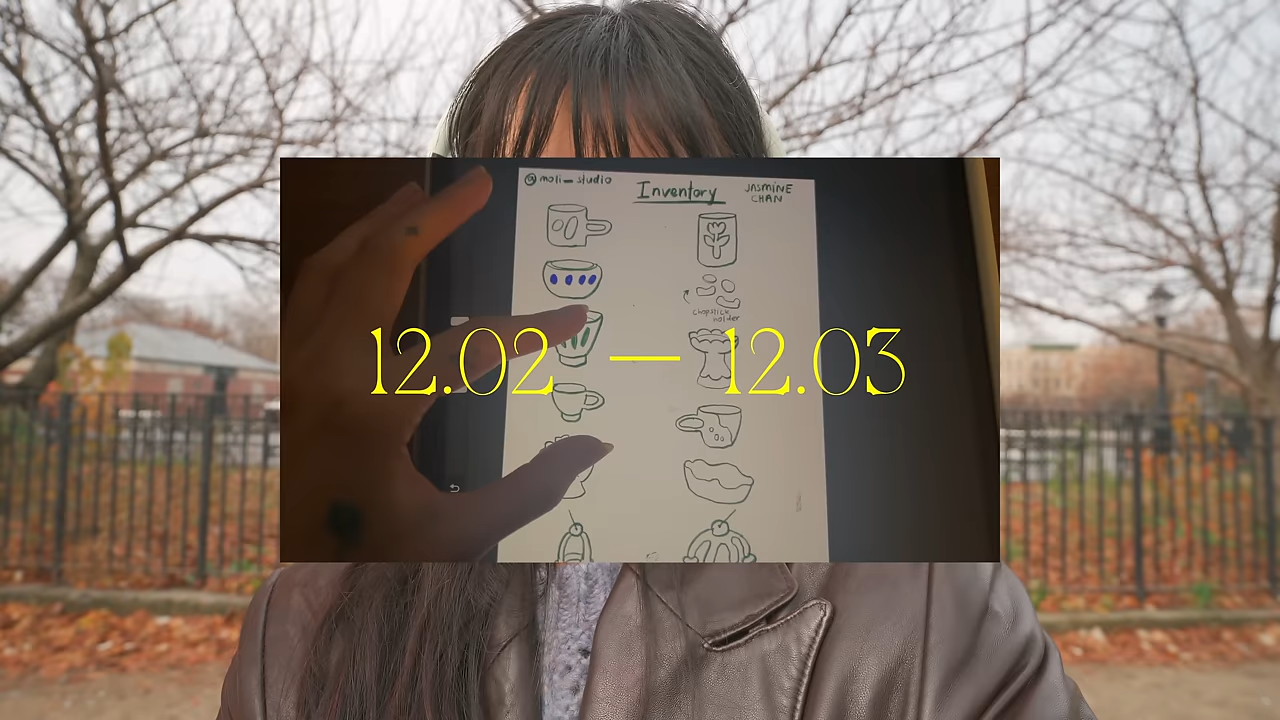 @moli_studio
Inventory
JASMINE
CHAN
chopstick
holder
12.02 — 12.03